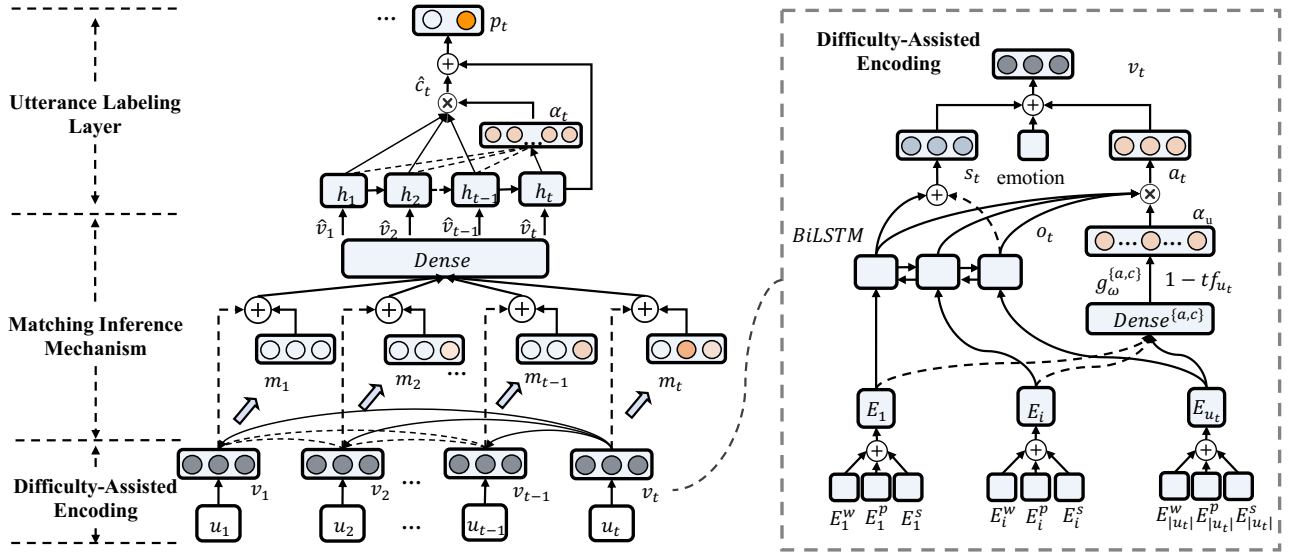 ... p_t
Utterance Labeling
Layer
ĉ_t
α_t
...
h_1 h_2 h_{t-1} h_t
v̂_1 v̂_2 v̂_{t-1} v̂_t
Dense
Matching Inference
Mechanism
m_1 m_2 ... m_{t-1} m_t
Difficulty-Assisted
Encoding
v_1 v_2 ... v_{t-1} v_t
u_1 u_2 ... u_{t-1} u_t
Difficulty-Assisted
Encoding
v_t
s_t emotion a_t
BiLSTM
o_t
α_u
... ...
g_ω^{{a,c}} 1 − tf_{u_t}
Dense^{{a,c}}
E_1 E_i E_{u_t}
E_1^w E_1^p E_1^s E_i^w E_i^p E_i^s E_{|u_t|}^w E_{|u_t|}^p E_{|u_t|}^s